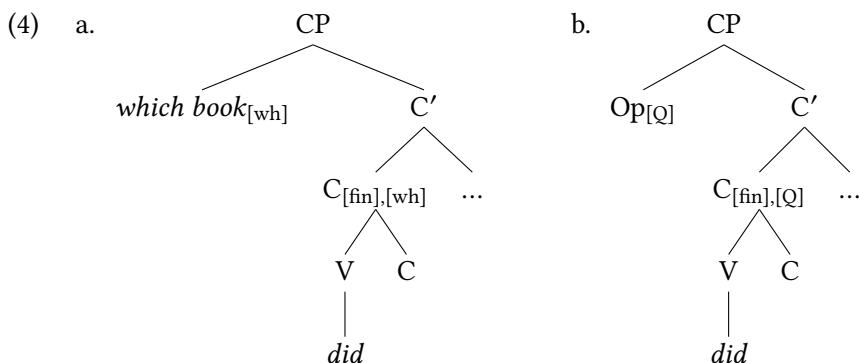 (4) a. CP b. CP
which book[wh] C′ Op[Q] C′
C[fin],[wh] ... C[fin],[Q] ...
V C V C
did did